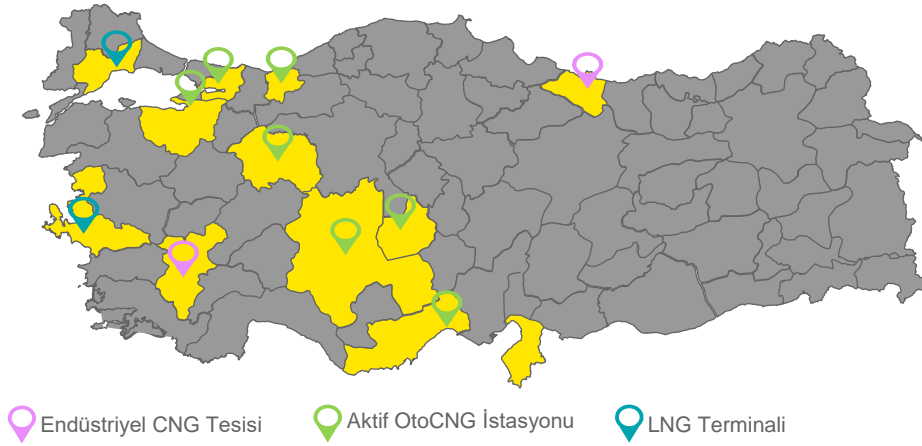 Endüstriyel CNG Tesisi
Aktif OtoCNG İstasyonu
LNG Terminali